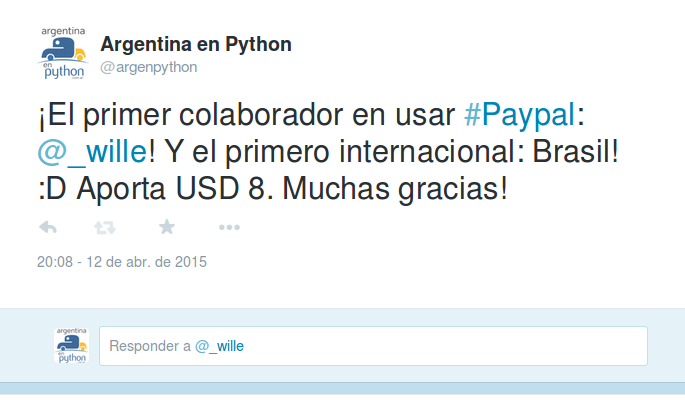 argentina
en
python
Argentina en Python
@argenpython
¡El primer colaborador en usar #Paypal:
@_wille! Y el primero internacional: Brasil!
:D Aporta USD 8. Muchas gracias!
20:08 - 12 de abr. de 2015
argentina
en
python
Responder a @_wille